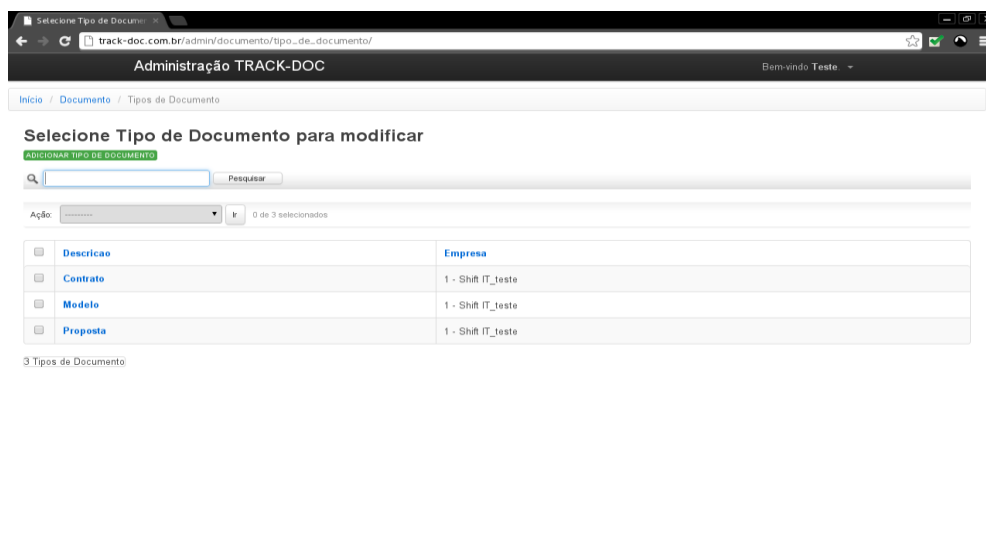 Selecione Tipo de Documer
track-doc.com.br/admin/documento/tipo_de_documento/
Administração TRACK-DOC Bem-vindo Teste
Início / Documento / Tipos de Documento
Selecione Tipo de Documento para modificar
ADICIONAR TIPO DE DOCUMENTO
Pesquisar
Ação: --------- Ir 0 de 3 selecionados
Descricao Empresa
Contrato 1 - Shift IT_teste
Modelo 1 - Shift IT_teste
Proposta 1 - Shift IT_teste
3 Tipos de Documento